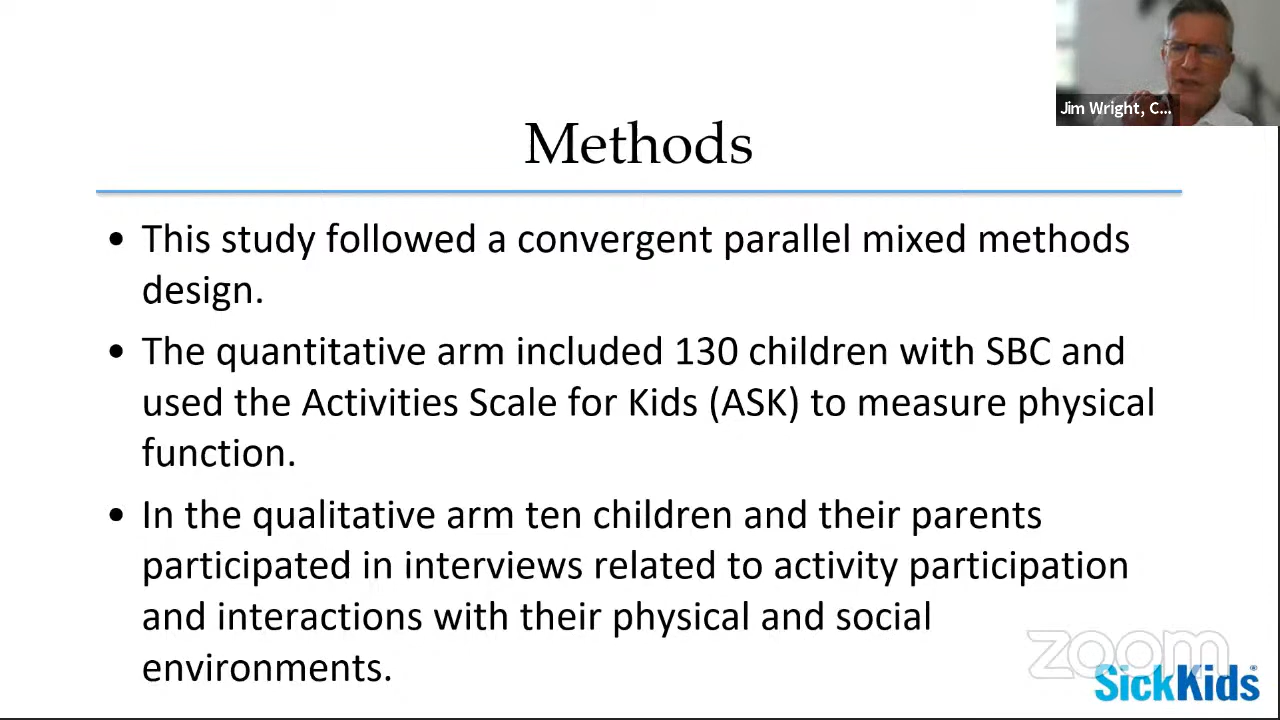 Jim Wright, C...
Methods
• This study followed a convergent parallel mixed methods
design.
• The quantitative arm included 130 children with SBC and
used the Activities Scale for Kids (ASK) to measure physical
function.
• In the qualitative arm ten children and their parents
participated in interviews related to activity participation
and interactions with their physical and social
environments.
zoom
SickKids®